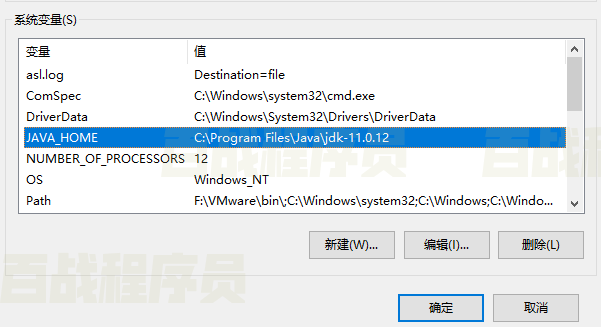 系统变量(S)
变量 值
asl.log Destination=file
ComSpec C:\Windows\system32\cmd.exe
DriverData C:\Windows\System32\Drivers\DriverData
JAVA_HOME C:\Program Files\Java\jdk-11.0.12
NUMBER_OF_PROCESSORS 12
OS Windows_NT
Path F:\VMware\bin\;C:\Windows\system32;C:\Windows;C:\Windo...
新建(W)... 编辑(I)... 删除(L)
确定 取消
百战程序员
百战程序员
百战程序员